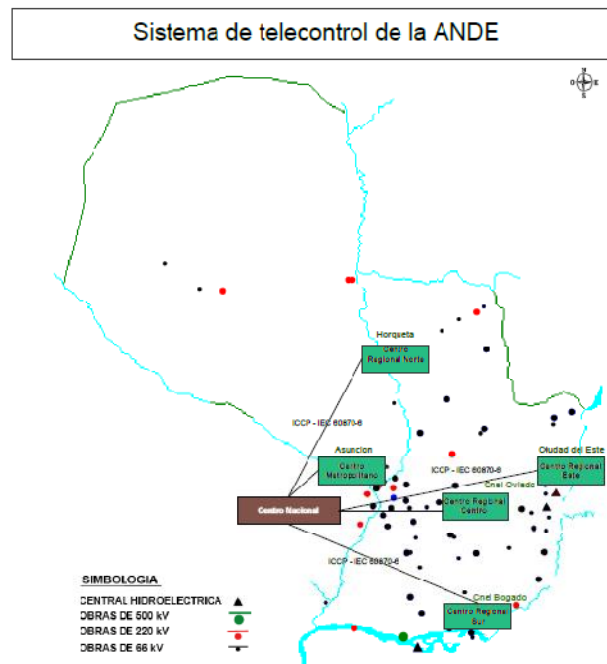 Sistema de telecontrol de la ANDE
N
O E
S
Horqueta
Centro
Regional Norte
ICCP - IEC 60870-6
Asuncion
Centro
Metropolitano
ICCP - IEC 60870-6
Ciudad del Este
Centro Regional
Este
Cnel Oviedo
Centro Regional
Centro
Centro Nacional
ICCP - IEC 60870-6
Cnel Bogado
Centro Regional
Sur
SIMBOLOGIA
CENTRAL HIDROELECTRICA
OBRAS DE 500 kV
OBRAS DE 220 kV
OBRAS DE 66 kV